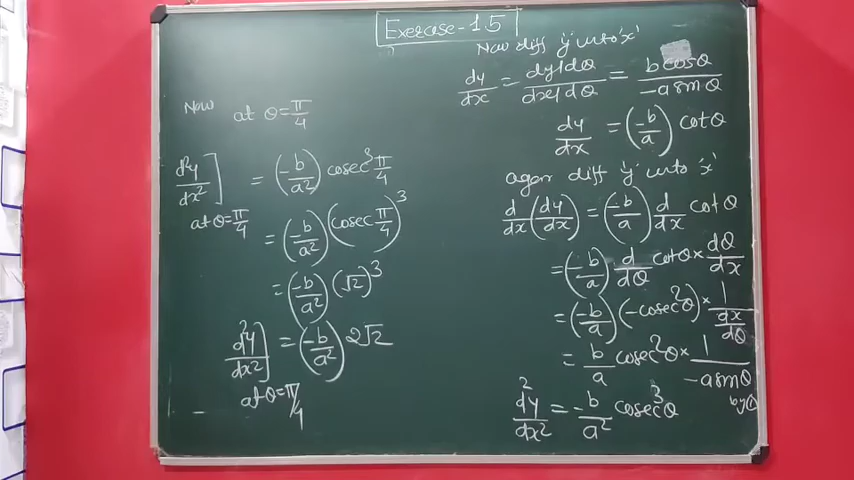 Exercise-1.5
Now at θ=π/4
d²y/dx²] at θ=π/4 = (-b/a²) cosec³ π/4
= (-b/a²) (cosec π/4)³
= (-b/a²) (√2)³
d²y/dx²] at θ=π/4 = (-b/a²) 2√2
Now diff 'y' w.r.to 'x'
dy/dx = dy/dθ / dx/dθ = b cosθ / -a sinθ
dy/dx = (-b/a) cotθ
again diff 'y' w.r.to 'x'
d/dx (dy/dx) = (-b/a) d/dx cotθ
= (-b/a) d/dθ cotθ × dθ/dx
= (-b/a) (-cosec²θ) × 1 / dx/dθ
= b/a cosec²θ × 1 / -a sinθ
d²y/dx² = -b/a² cosec³θ